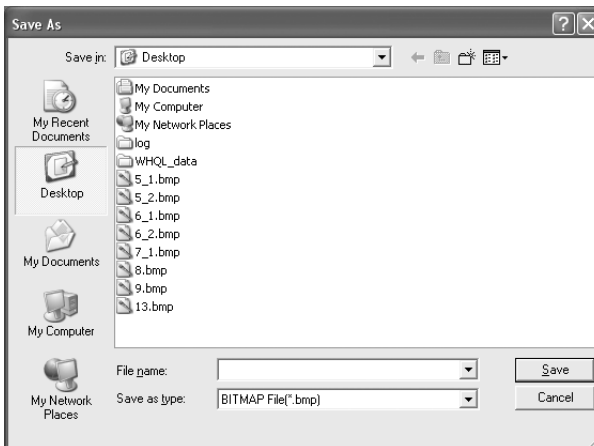 Save As
Save in: Desktop
My Recent
Documents
Desktop
My Documents
My Computer
My Network
Places
My Documents
My Computer
My Network Places
log
WHQL_data
5_1.bmp
5_2.bmp
6_1.bmp
6_2.bmp
7_1.bmp
8.bmp
9.bmp
13.bmp
File name:
Save
Save as type: BITMAP File(*.bmp)
Cancel